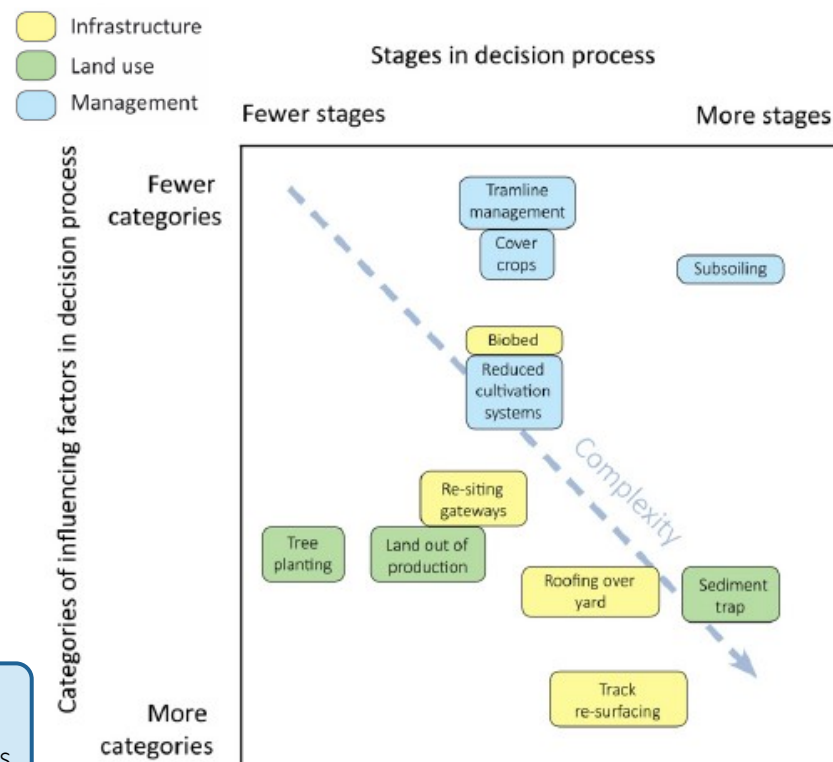 Infrastructure
Land use
Management
Stages in decision process
Fewer stages
More stages
Categories of influencing factors in decision process
Fewer
categories
Tramline
management
Cover
crops
Subsoiling
Biobed
Reduced
cultivation
systems
Complexity
Re-siting
gateways
Tree
planting
Land out of
production
Roofing over
yard
Sediment
trap
Track
re-surfacing
More
categories
s